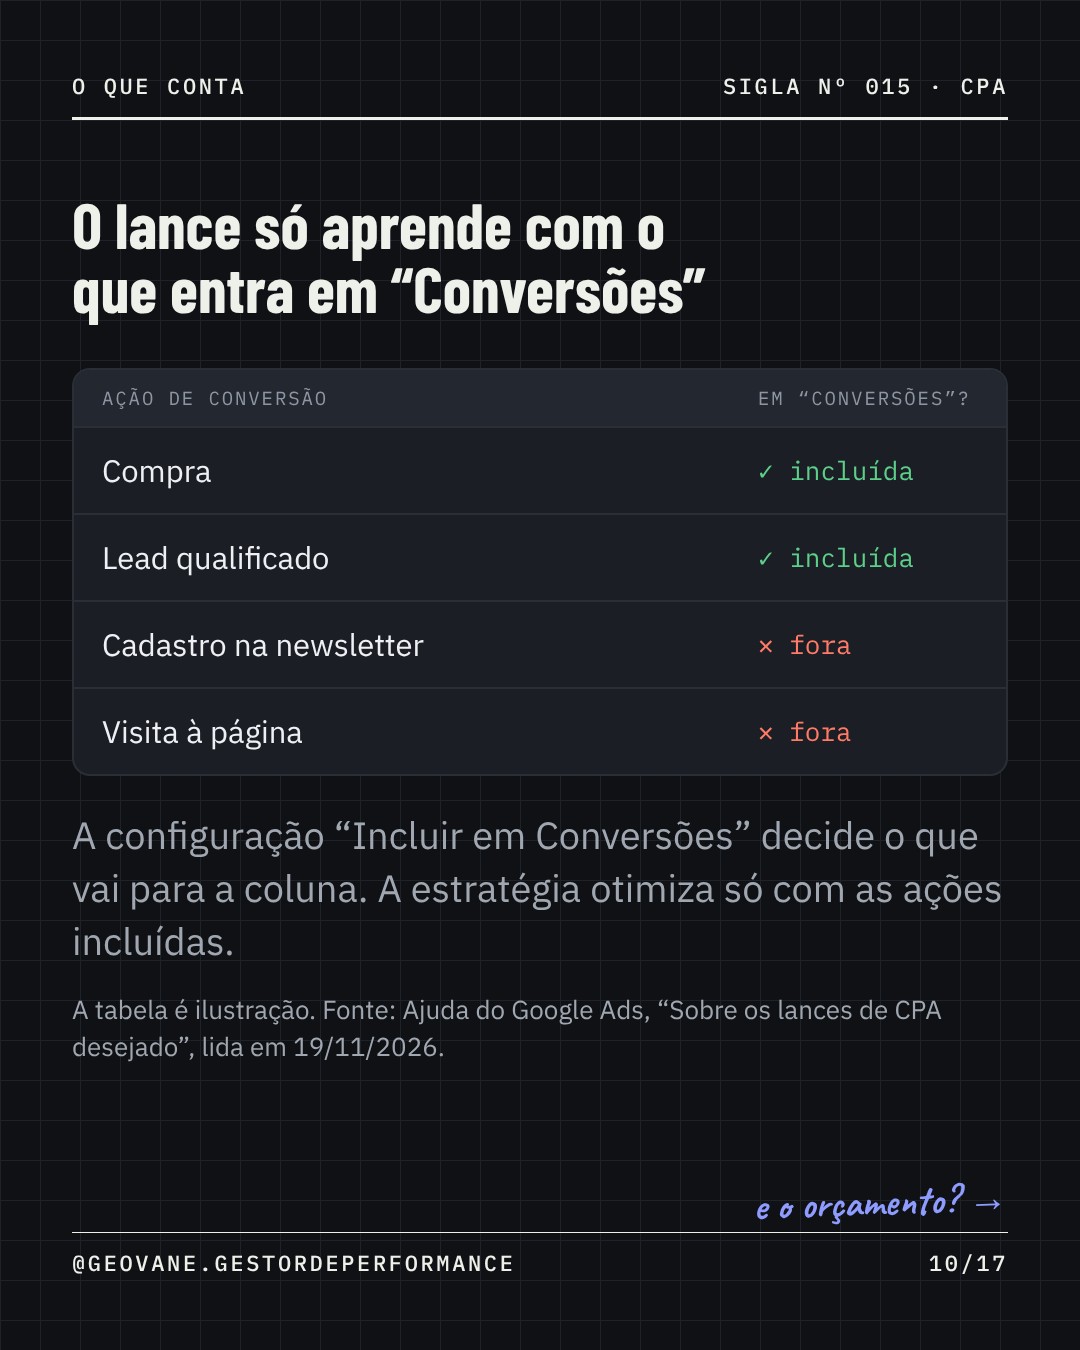 O QUE CONTA
SIGLA Nº 015 · CPA
O lance só aprende com o
que entra em “Conversões”
AÇÃO DE CONVERSÃO
EM “CONVERSÕES”?
Compra
✓ incluída
Lead qualificado
✓ incluída
Cadastro na newsletter
× fora
Visita à página
× fora
A configuração “Incluir em Conversões” decide o que
vai para a coluna. A estratégia otimiza só com as ações
incluídas.
A tabela é ilustração. Fonte: Ajuda do Google Ads, “Sobre os lances de CPA
desejado”, lida em 19/11/2026.
e o orçamento? →
@GEOVANE.GESTORDEPERFORMANCE
10/17